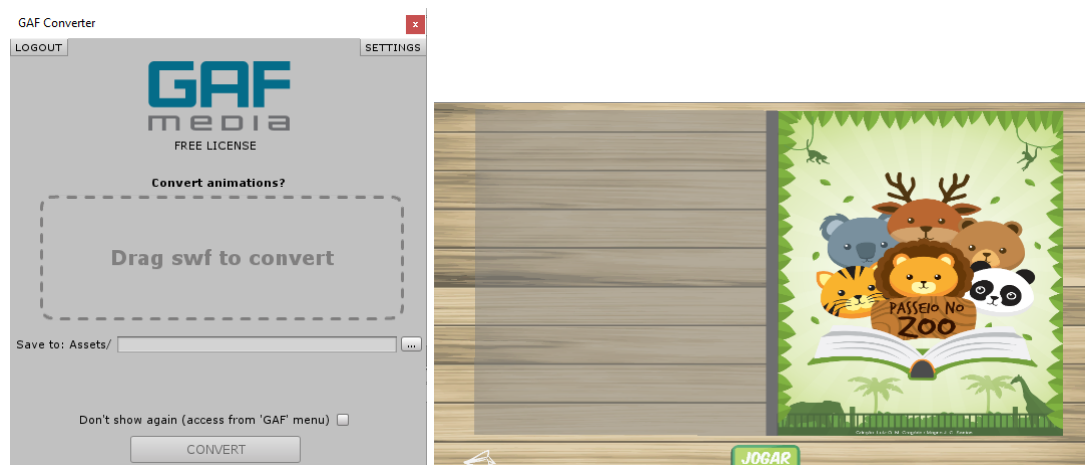 GAF Converter
x
LOGOUT
SETTINGS
GAF
media
FREE LICENSE
Convert animations?
Drag swf to convert
Save to: Assets/
...
Don't show again (access from 'GAF' menu)
CONVERT
PASSEIO NO
ZOO
JOGAR